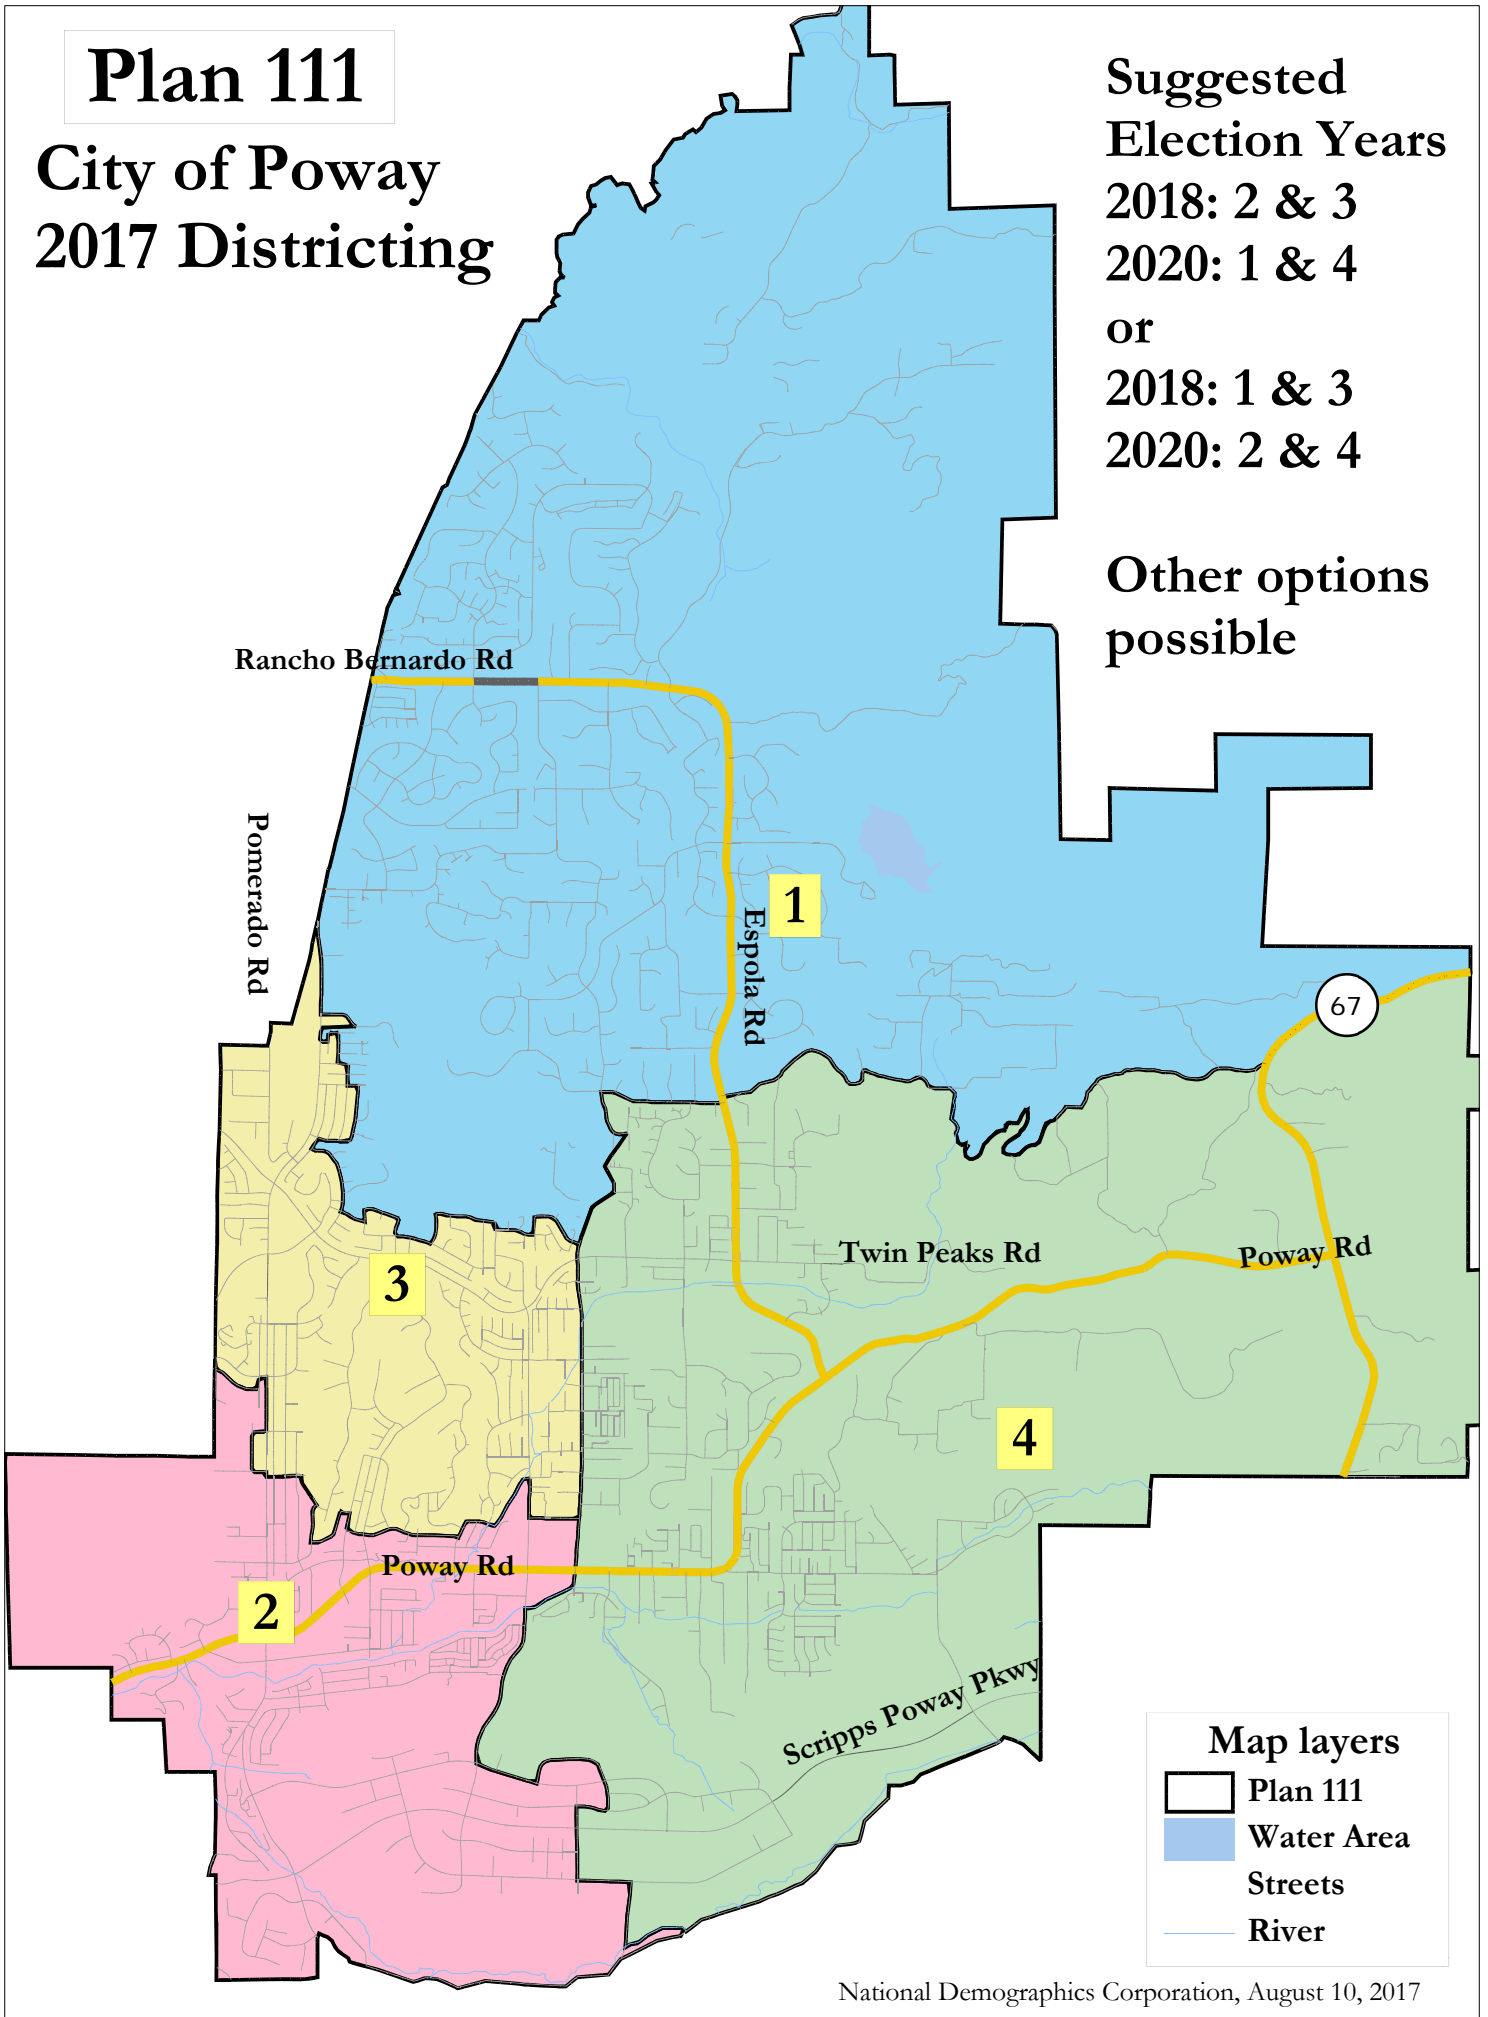 Plan 111
City of Poway
2017 Districting
Suggested
Election Years
2018: 2 & 3
2020: 1 & 4
or
2018: 1 & 3
2020: 2 & 4
Other options
possible
Rancho Bernardo Rd
Pomerado Rd
1
Espola Rd
67
Twin Peaks Rd
Poway Rd
3
4
Poway Rd
2
Scripps Poway Pkwy
Map layers
Plan 111
Water Area
Streets
River
National Demographics Corporation, August 10, 2017